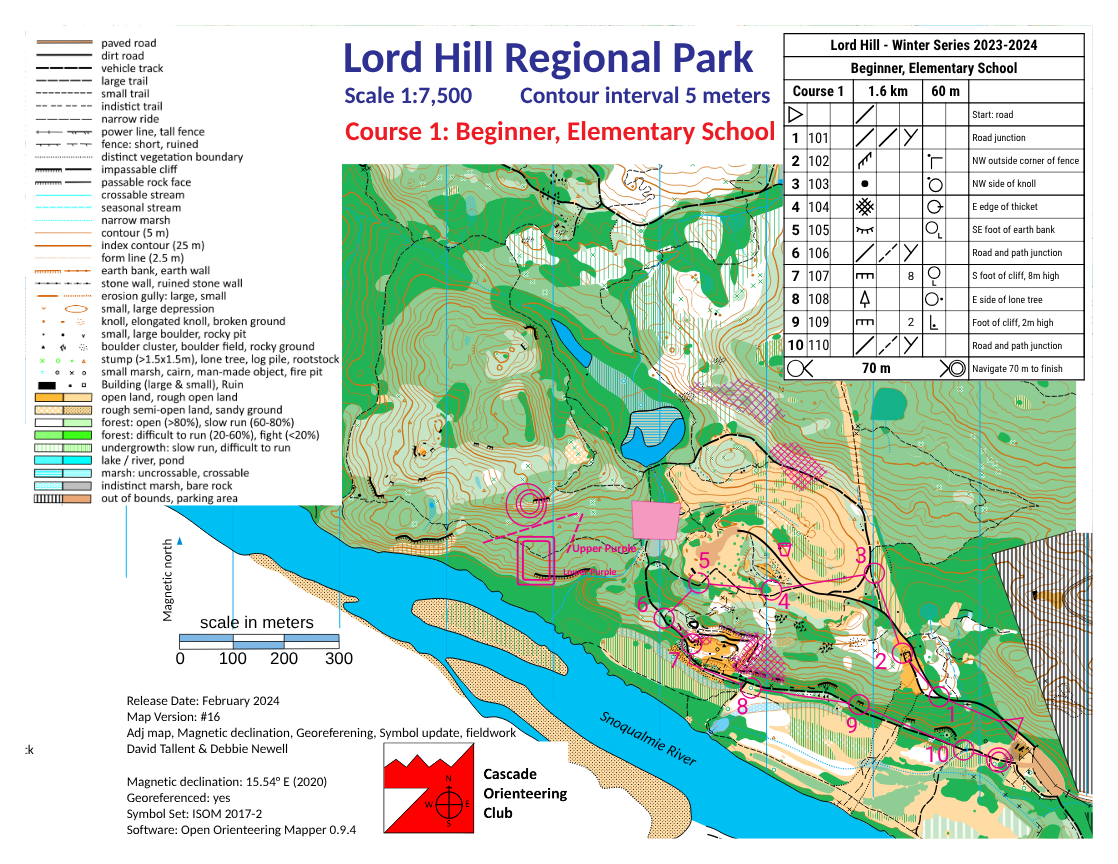 paved road
dirt road
vehicle track
large trail
small trail
indistict trail
narrow ride
power line, tall fence
fence: short, ruined
distinct vegetation boundary
impassable cliff
passable rock face
crossable stream
seasonal stream
narrow marsh
contour (5 m)
index contour (25 m)
form line (2.5 m)
earth bank, earth wall
stone wall, ruined stone wall
erosion gully: large, small
small, large depression
knoll, elongated knoll, broken ground
small, large boulder, rocky pit
boulder cluster, boulder field, rocky ground
stump (>1.5x1.5m), lone tree, log pile, rootstock
small marsh, cairn, man-made object, fire pit
Building (large & small), Ruin
open land, rough open land
rough semi-open land, sandy ground
forest: open (>80%), slow run (60-80%)
forest: difficult to run (20-60%), fight (<20%)
undergrowth: slow run, difficult to run
lake / river, pond
marsh: uncrossable, crossable
indistinct marsh, bare rock
out of bounds, parking area
Lord Hill Regional Park
Scale 1:7,500 Contour interval 5 meters
Course 1: Beginner, Elementary School
Lord Hill - Winter Series 2023-2024
Beginner, Elementary School
Course 1 1.6 km 60 m
Start: road
1 101 Road junction
2 102 NW outside corner of fence
3 103 NW side of knoll
4 104 E edge of thicket
5 105 SE foot of earth bank
6 106 Road and path junction
7 107 8 S foot of cliff, 8m high
8 108 E side of lone tree
9 109 2 Foot of cliff, 2m high
10 110 Road and path junction
70 m Navigate 70 m to finish
Upper Purple
Lower Purple
3
5
4
6
2
7
8
1
9
10
Snoqualmie River
Magnetic north
scale in meters
0 100 200 300
Release Date: February 2024
Map Version: #16
Adj map, Magnetic declination, Georeferening, Symbol update, fieldwork
David Tallent & Debbie Newell
ck
Magnetic declination: 15.54° E (2020)
Georeferenced: yes
Symbol Set: ISOM 2017-2
Software: Open Orienteering Mapper 0.9.4
N
W E
S
Cascade
Orienteering
Club